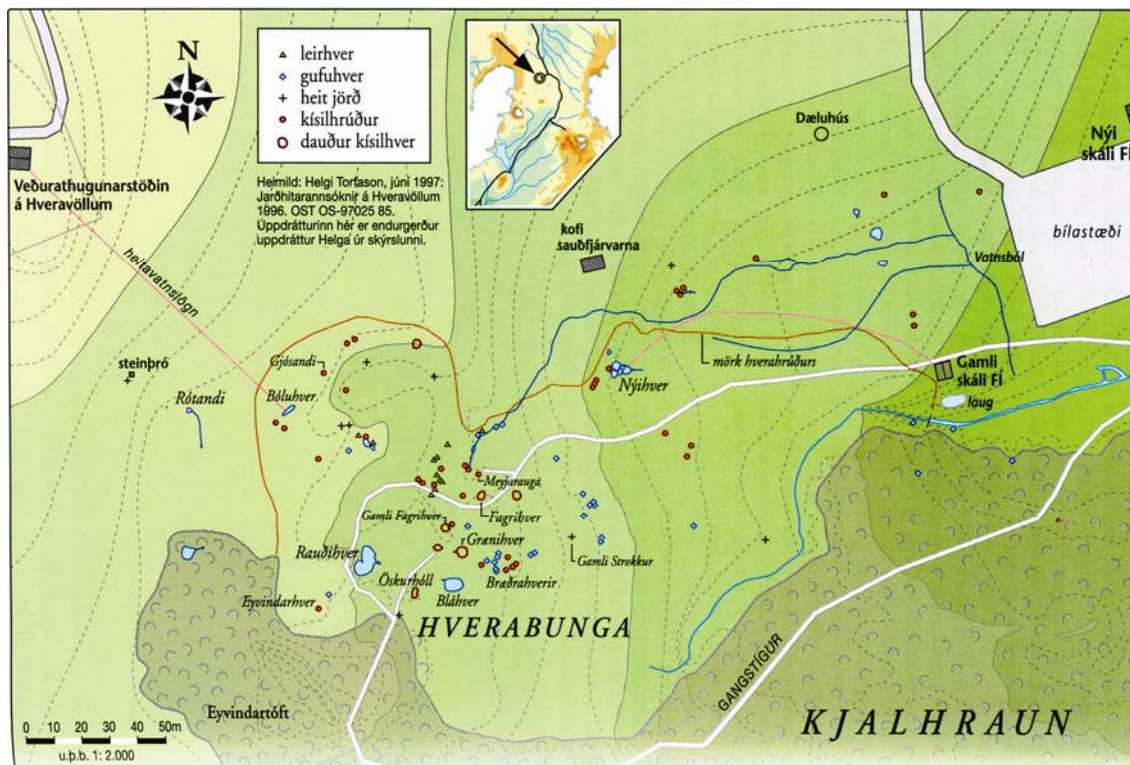 N
leirhver
gufuhver
heit jörð
kísilhrúður
dauður kísilhver
Heimild: Helgi Torfason, júní 1997:
Jarðhitarannsóknir á Hveravöllum
1996. OST OS-97025 85.
Uppdrátturinn hér er endurgerður
uppdráttur Helga úr skýrslunni.
Veðurathugunarstöðin
á Hveravöllum
heitavatnslögn
Dæluhús
Nýi
skáli FÍ
bílastæði
Vatnsból
kofi
sauðfjárvarna
steinþró
Rótandi
Gjósandi
Bóluhver
Nýihver
mörk hverahrúðurs
Gamli
skáli FÍ
laug
Meyjarauga
Fagrihver
Gamli Fagrihver
Grænihver
Gamli Strokkur
Rauðihver
Öskurhóll
Bláhver
Bræðrahverir
Eyvindarhver
HVERABUNGA
Eyvindartóft
GANGSTÍGUR
KJALHRAUN
0 10 20 30 40 50m
u.þ.b. 1: 2.000